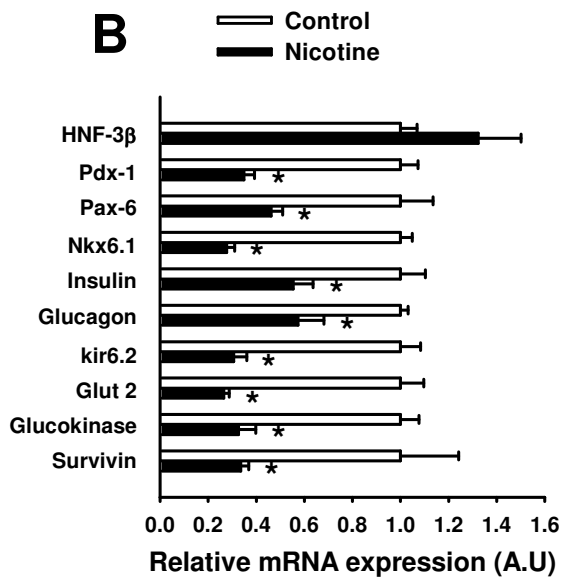 B
Control
Nicotine
HNF-3β
Pdx-1
*
Pax-6
*
Nkx6.1
*
Insulin
*
Glucagon
*
kir6.2
*
Glut 2
*
Glucokinase
*
Survivin
*
0.0 0.2 0.4 0.6 0.8 1.0 1.2 1.4 1.6
Relative mRNA expression (A.U)